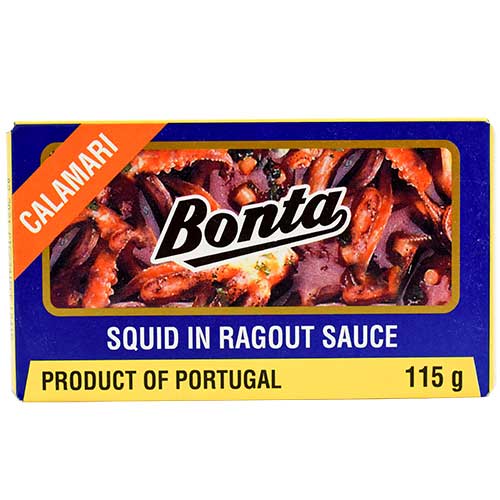 CALAMARI
Bonta
SQUID IN RAGOUT SAUCE
PRODUCT OF PORTUGAL 115 g